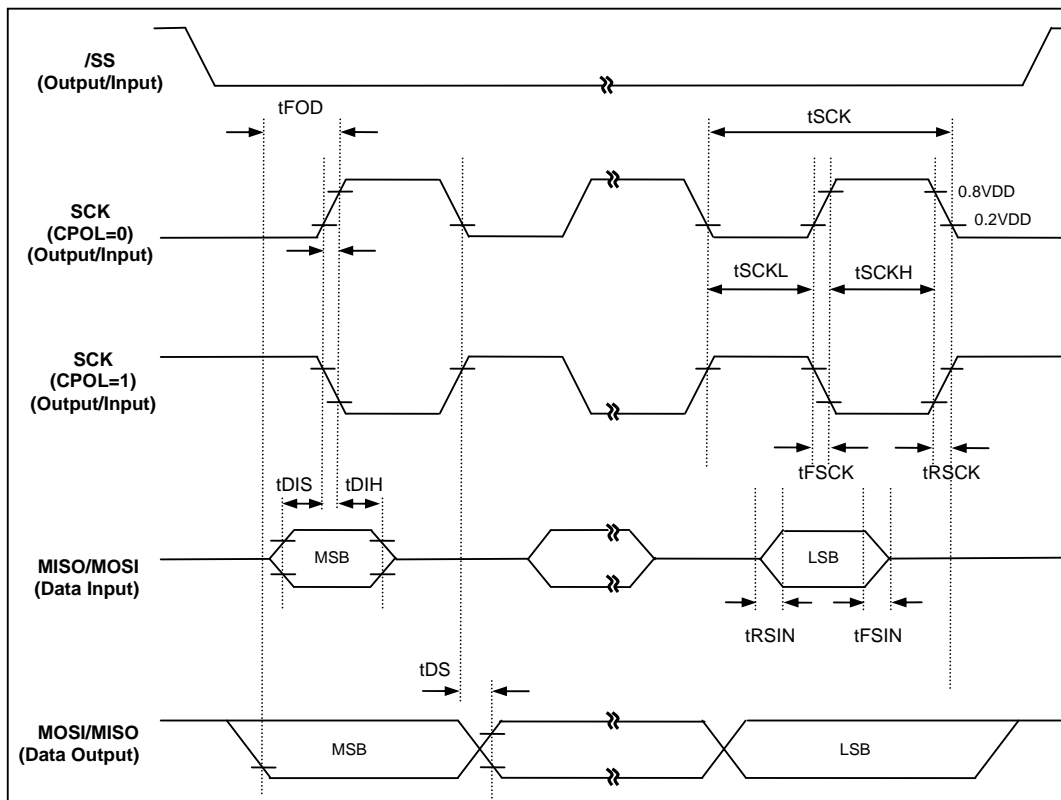 /SS
(Output/Input)
tFOD
tSCK
SCK
(CPOL=0)
(Output/Input)
0.8VDD
0.2VDD
tSCKL
tSCKH
SCK
(CPOL=1)
(Output/Input)
tFSCK
tRSCK
tDIS
tDIH
MISO/MOSI
(Data Input)
MSB
LSB
tRSIN
tFSIN
tDS
MOSI/MISO
(Data Output)
MSB
LSB